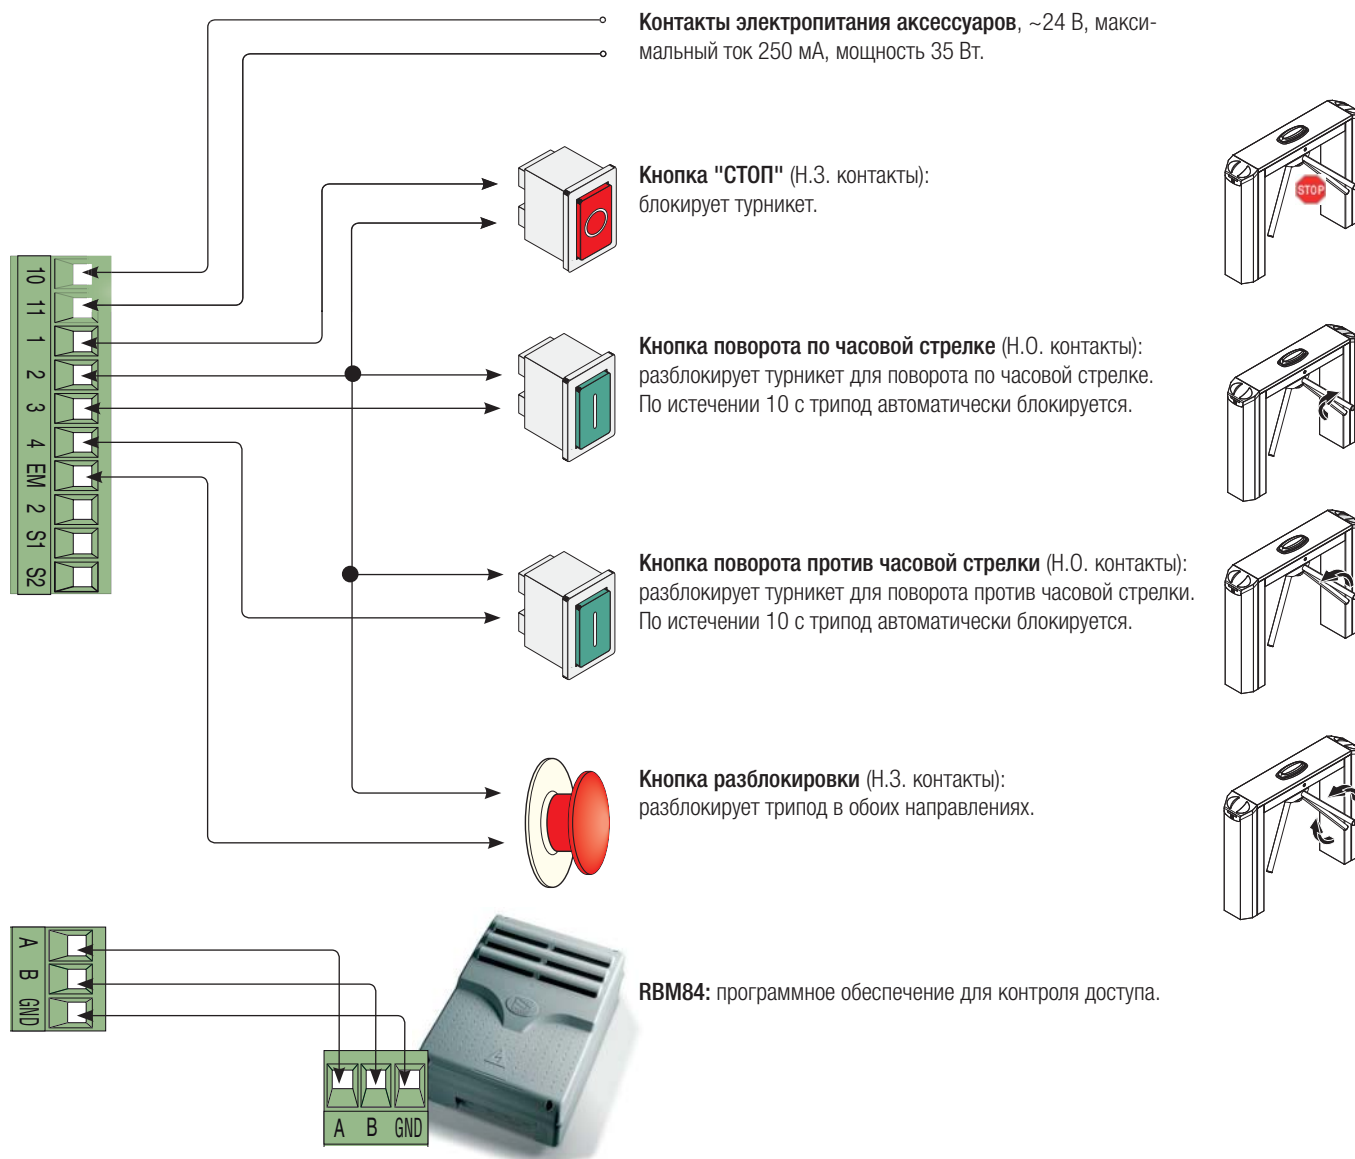 Контакты электропитания аксессуаров, ~24 В, макси-
мальный ток 250 мА, мощность 35 Вт.
Кнопка "СТОП" (Н.З. контакты):
блокирует турникет.
STOP
10
11
1
2
3
4
EM
2
S1
S2
Кнопка поворота по часовой стрелке (Н.О. контакты):
разблокирует турникет для поворота по часовой стрелке.
По истечении 10 с трипод автоматически блокируется.
Кнопка поворота против часовой стрелки (Н.О. контакты):
разблокирует турникет для поворота против часовой стрелки.
По истечении 10 с трипод автоматически блокируется.
Кнопка разблокировки (Н.З. контакты):
разблокирует трипод в обоих направлениях.
A
B
GND
RBM84: программное обеспечение для контроля доступа.
A B GND